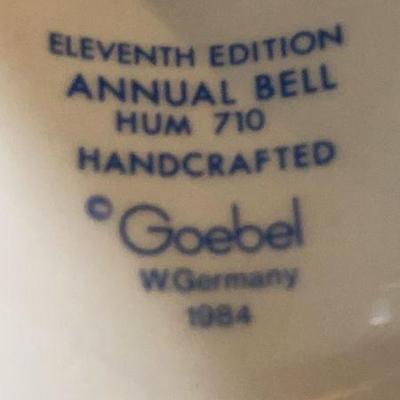 ELEVENTH EDITION
ANNUAL BELL
HUM 710
HANDCRAFTED
© Goebel
W.Germany
1984